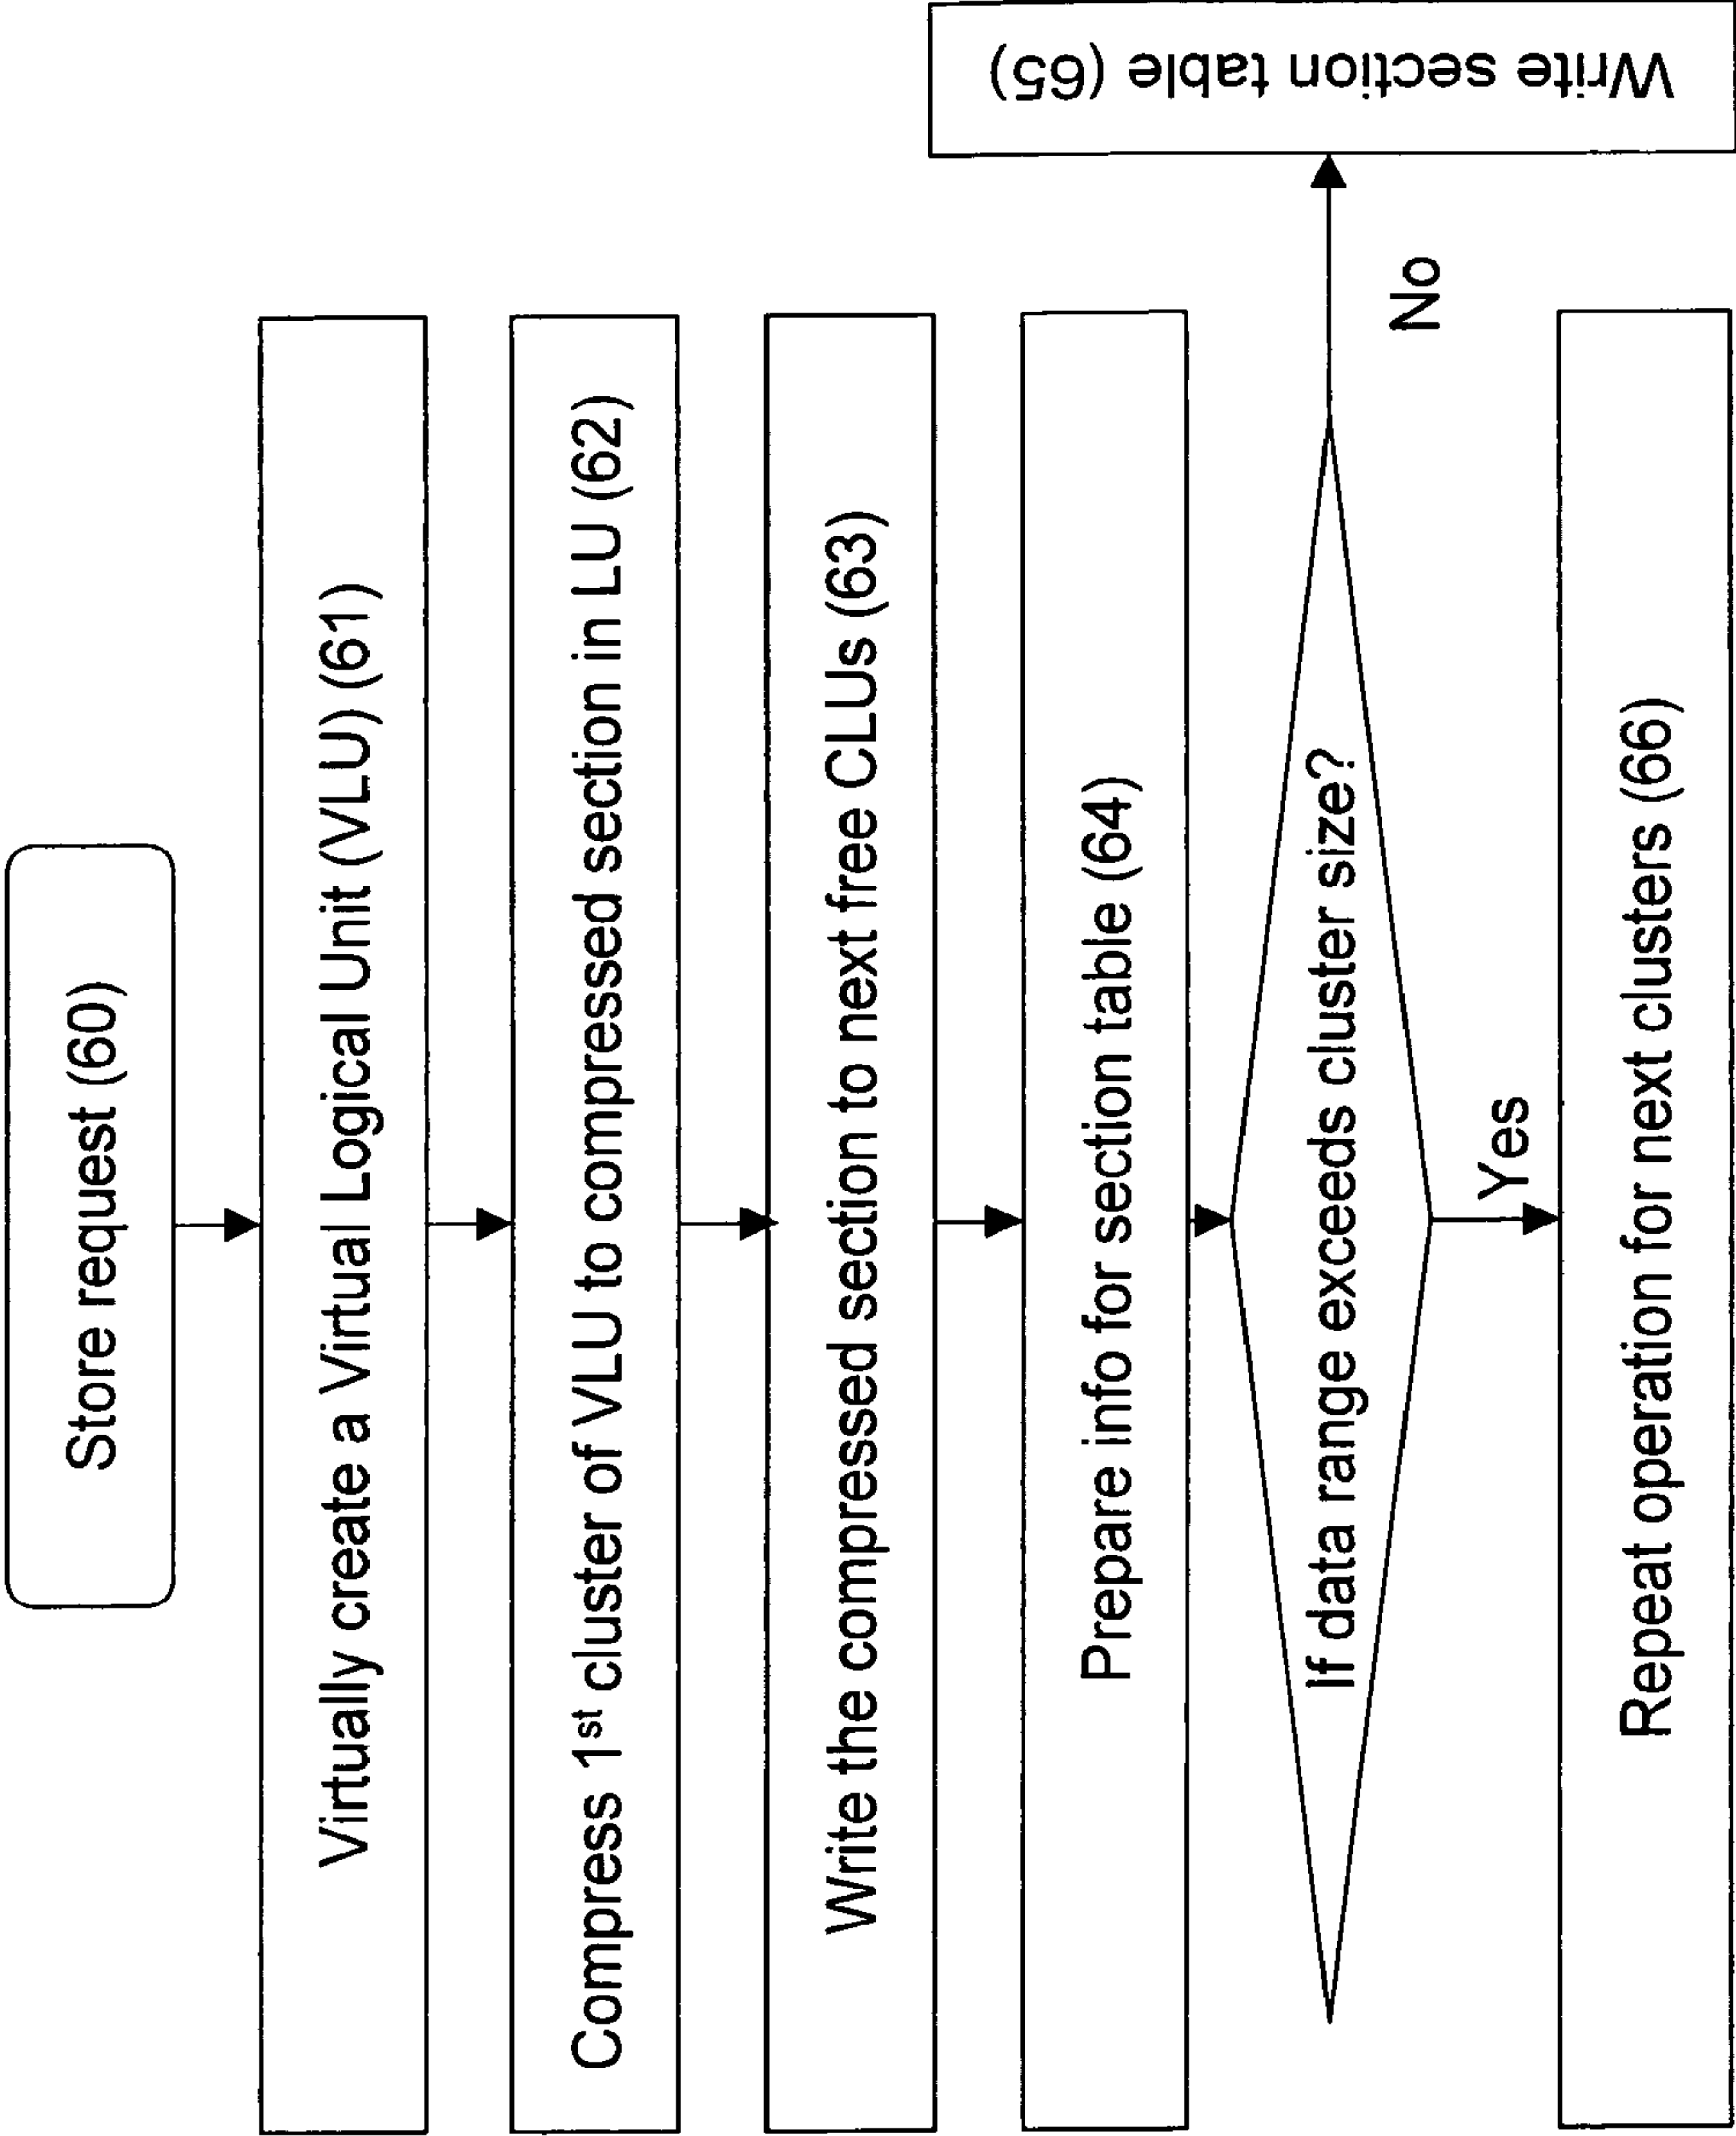 Store request (60)
Virtually create a Virtual Logical Unit (VLU) (61)
Compress 1st cluster of VLU to compressed section in LU (62)
Write the compressed section to next free CLUs (63)
Prepare info for section table (64)
If data range exceeds cluster size?
No
Write section table (65)
Yes
Repeat operation for next clusters (66)